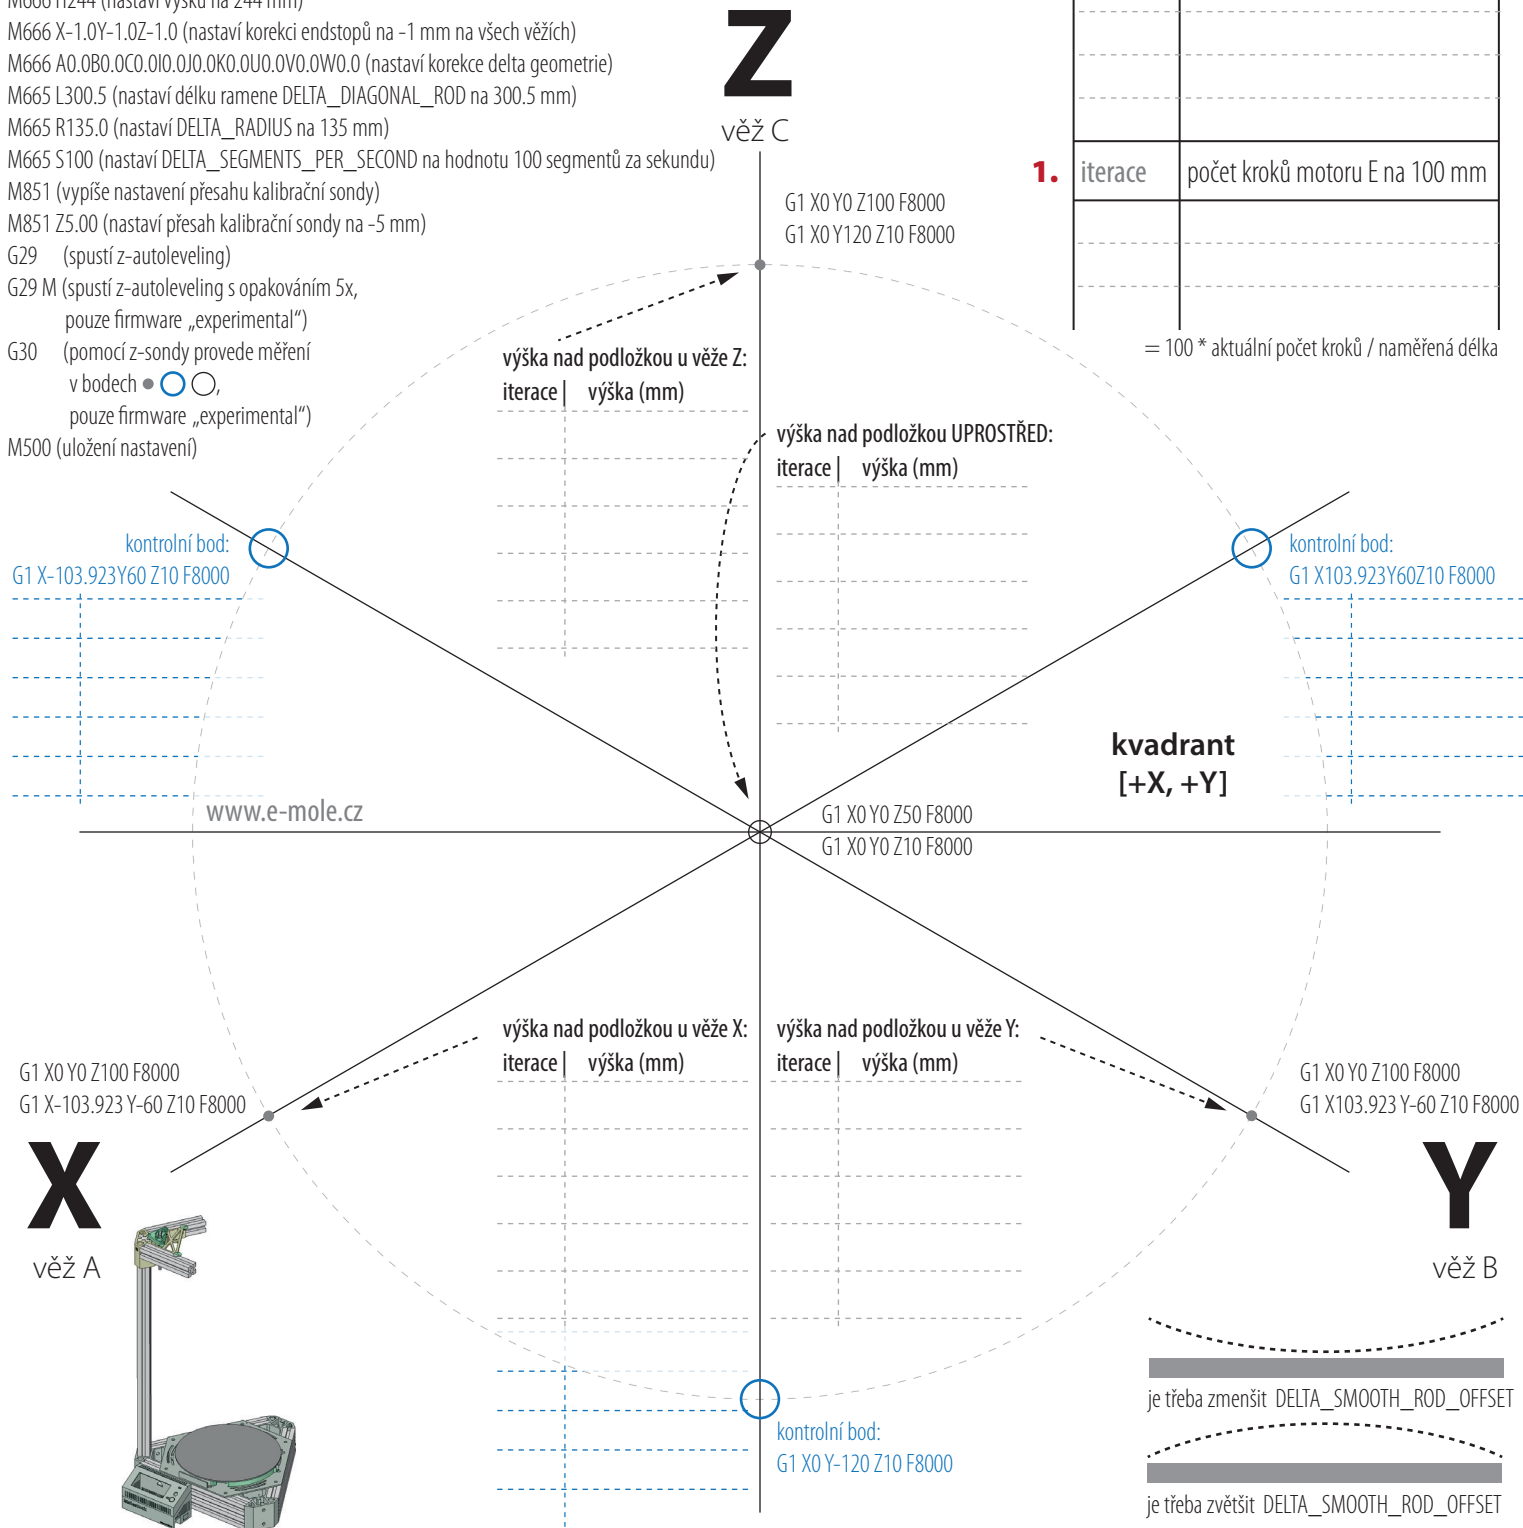 M666 H244 (nastaví výšku na 244 mm)
M666 X-1.0Y-1.0Z-1.0 (nastaví korekci endstopů na -1 mm na všech věžích)
M666 A0.0B0.0C0.0I0.0J0.0K0.0U0.0V0.0W0.0 (nastaví korekce delta geometrie)
M665 L300.5 (nastaví délku ramene DELTA_DIAGONAL_ROD na 300.5 mm)
M665 R135.0 (nastaví DELTA_RADIUS na 135 mm)
M665 S100 (nastaví DELTA_SEGMENTS_PER_SECOND na hodnotu 100 segmentů za sekundu)
M851 (vypíše nastavení přesahu kalibrační sondy)
M851 Z5.00 (nastaví přesah kalibrační sondy na -5 mm)
G29 (spustí z-autoleveling)
G29 M (spustí z-autoleveling s opakováním 5x,
pouze firmware „experimental“)
G30 (pomocí z-sondy provede měření
v bodech ● ○ ○,
pouze firmware „experimental“)
M500 (uložení nastavení)
Z
věž C
G1 X0 Y0 Z100 F8000
G1 X0 Y120 Z10 F8000
1. iterace počet kroků motoru E na 100 mm
= 100 * aktuální počet kroků / naměřená délka
výška nad podložkou u věže Z:
iterace | výška (mm)
výška nad podložkou UPROSTŘED:
iterace | výška (mm)
kontrolní bod:
G1 X-103.923Y60 Z10 F8000
kontrolní bod:
G1 X103.923Y60Z10 F8000
kvadrant
[+X, +Y]
www.e-mole.cz
G1 X0 Y0 Z50 F8000
G1 X0 Y0 Z10 F8000
výška nad podložkou u věže X:
iterace | výška (mm)
výška nad podložkou u věže Y:
iterace | výška (mm)
G1 X0 Y0 Z100 F8000
G1 X-103.923 Y-60 Z10 F8000
X
věž A
G1 X0 Y0 Z100 F8000
G1 X103.923 Y-60 Z10 F8000
Y
věž B
kontrolní bod:
G1 X0 Y-120 Z10 F8000
je třeba zmenšit DELTA_SMOOTH_ROD_OFFSET
je třeba zvětšit DELTA_SMOOTH_ROD_OFFSET